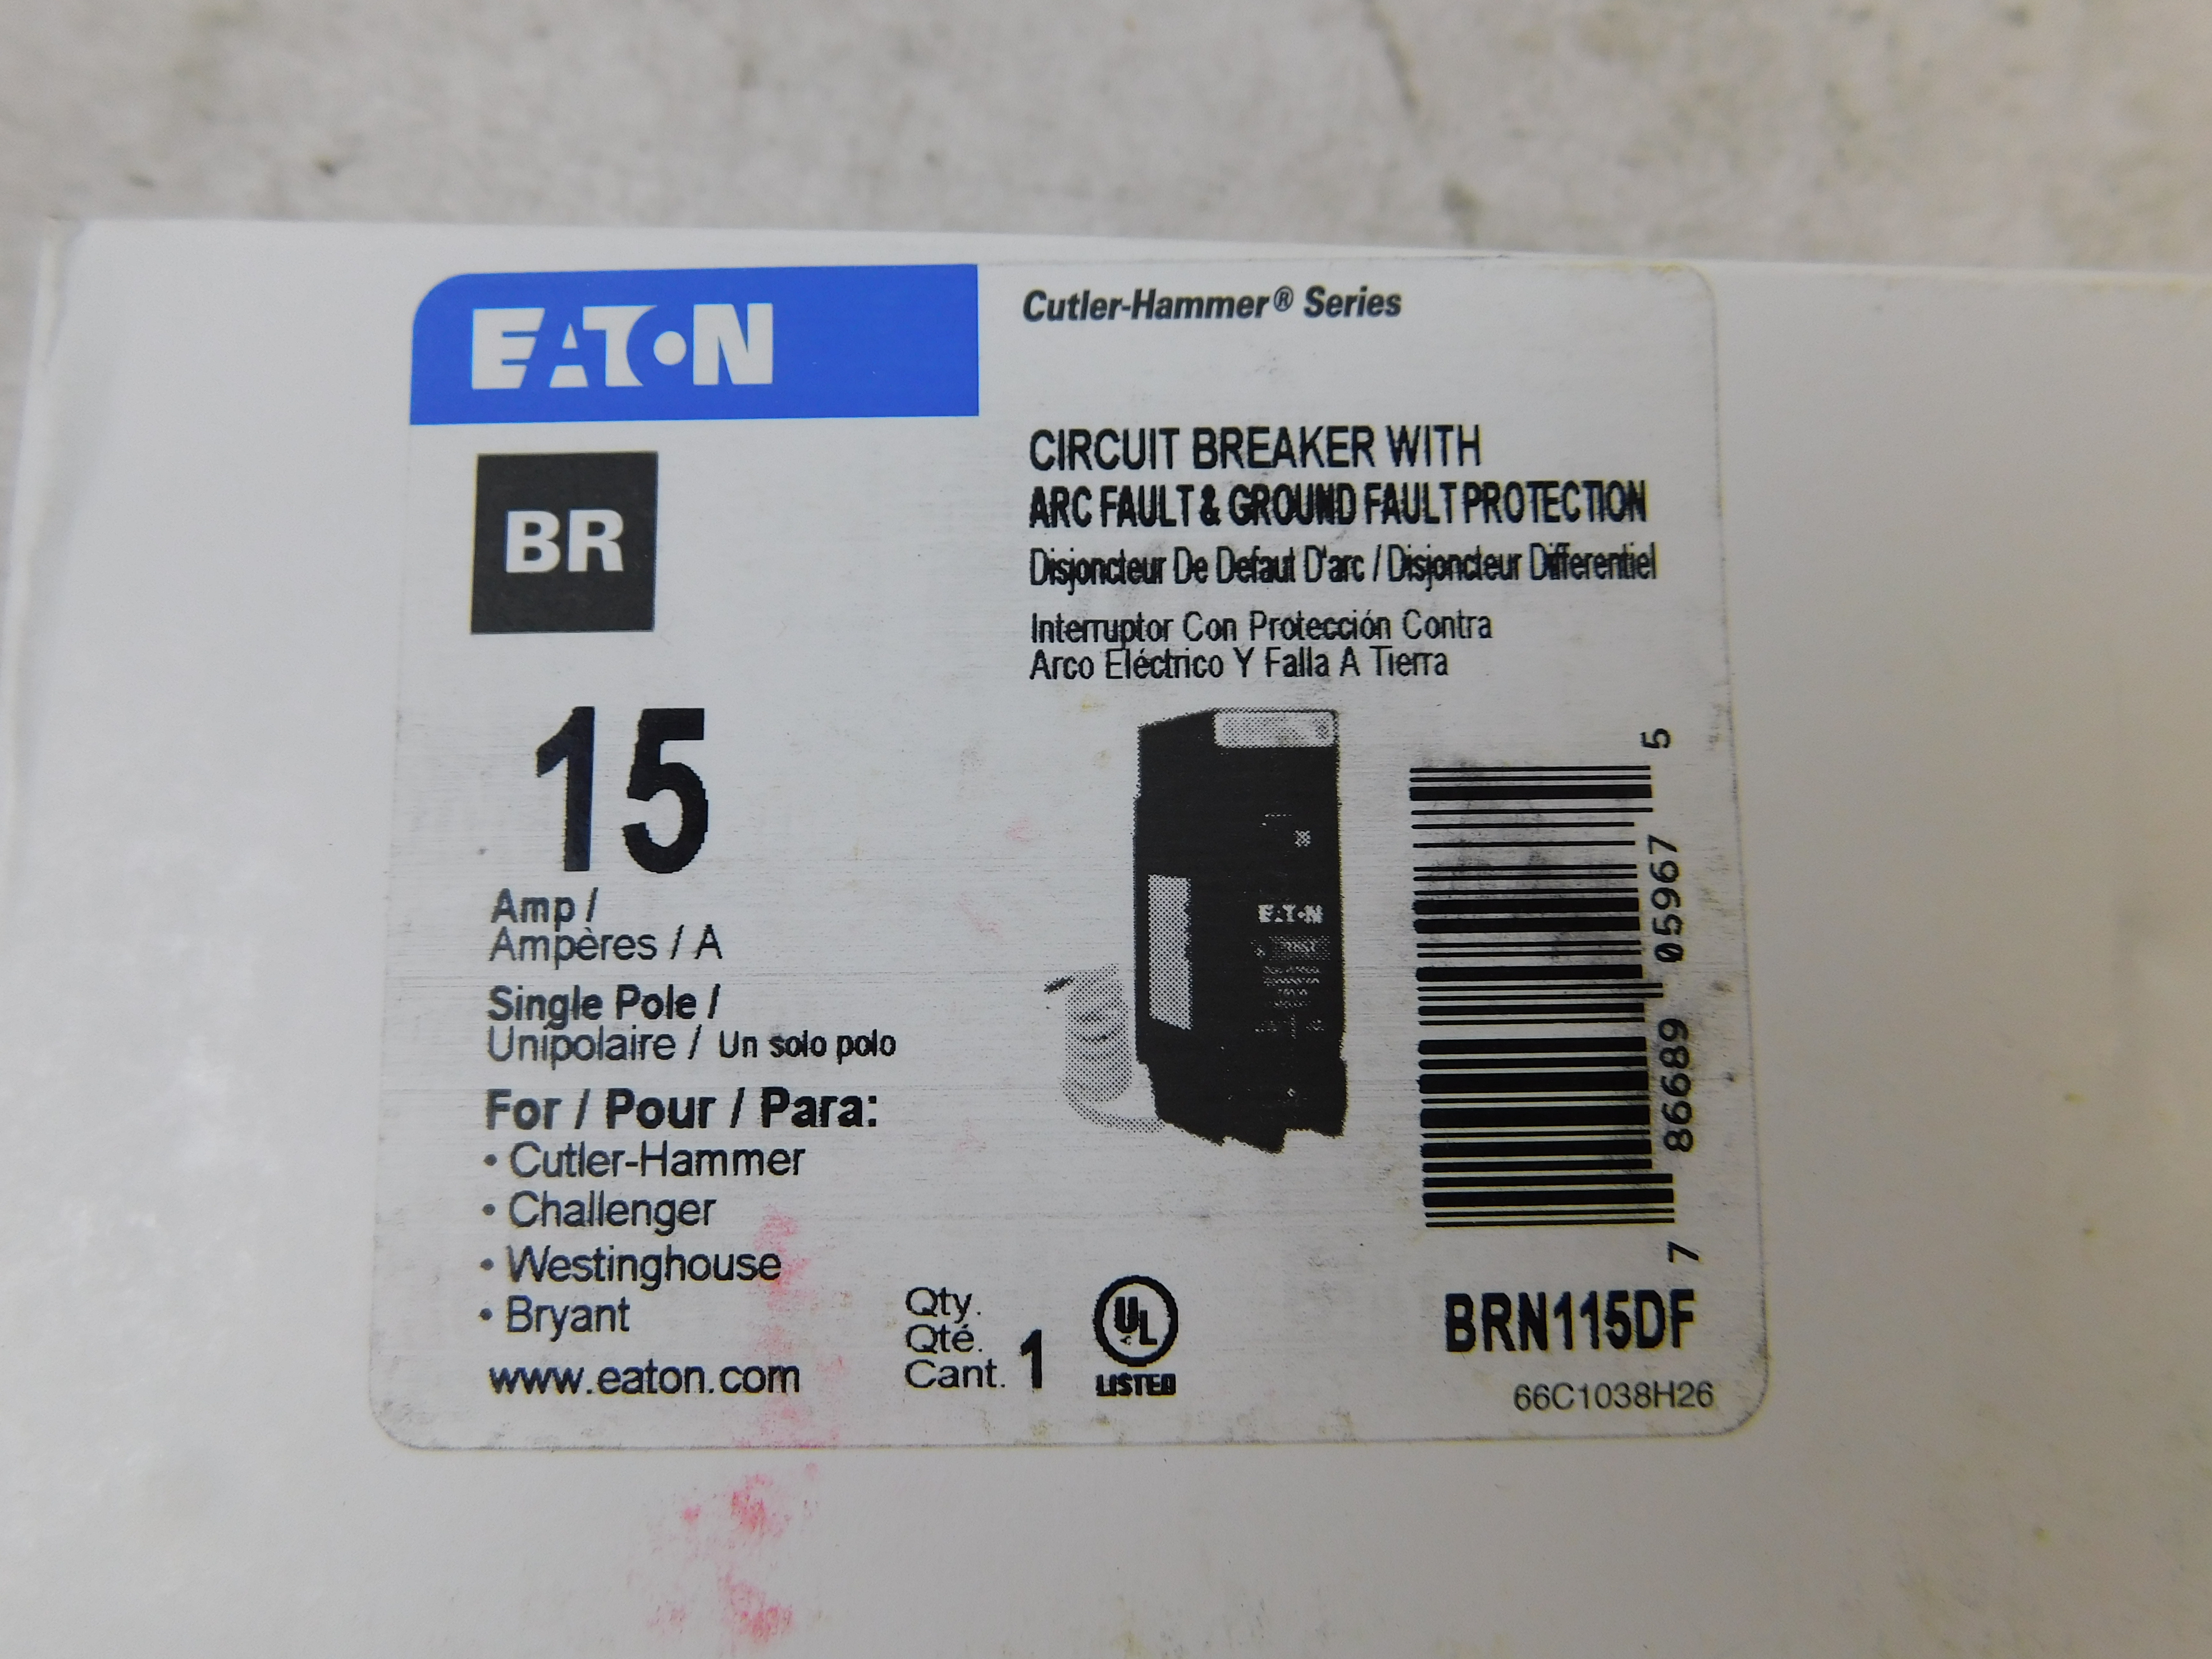 EATON
Cutler-Hammer® Series
BR
CIRCUIT BREAKER WITH
ARC FAULT & GROUND FAULT PROTECTION
Disjoncteur De Defaut D'arc / Disjoncteur Differentiel
Interruptor Con Protección Contra
Arco Eléctrico Y Falla A Tierra
15
Amp /
Ampères / A
Single Pole /
Unipolaire / Un solo polo
For / Pour / Para:
• Cutler-Hammer
• Challenger
• Westinghouse
• Bryant
www.eaton.com
Qty.
Qté.
Cant. 1
UL
LISTED
EATON
7 86689 05967 5
BRN115DF
66C1038H26